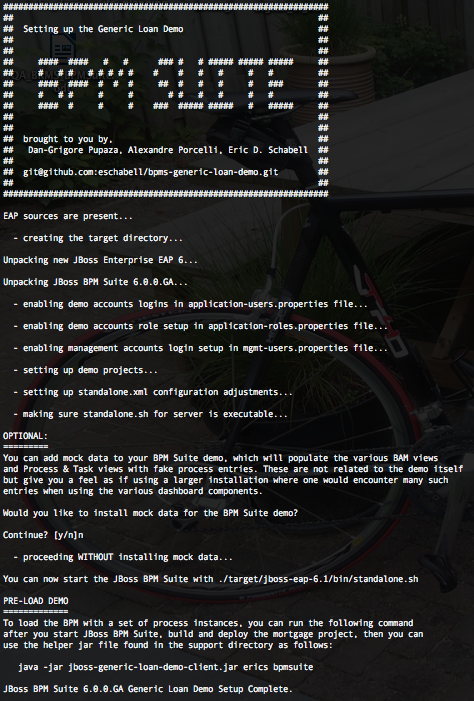 #################################################################
##                                                             ##
##  Setting up the Generic Loan Demo                           ##
##                                                             ##
##                                                             ##
##   BPM SUITE                                                 ##
##                                                             ##
##                                                             ##
##  brought to you by,                                         ##
##   Dan-Grigore Pupaza, Alexandre Porcelli, Eric D. Schabell  ##
##                                                             ##
##  git@github.com:eschabell/bpms-generic-loan-demo.git        ##
##                                                             ##
#################################################################
EAP sources are present...
- creating the target directory...
Unpacking new JBoss Enterprise EAP 6...
Unpacking JBoss BPM Suite 6.0.0.GA...
- enabling demo accounts logins in application-users.properties file...
- enabling demo accounts role setup in application-roles.properties file...
- enabling management accounts login setup in mgmt-users.properties file...
- setting up demo projects...
- setting up standalone.xml configuration adjustments...
- making sure standalone.sh for server is executable...
OPTIONAL:
=========
You can add mock data to your BPM Suite demo, which will populate the various BAM views
and Process & Task views with fake process entries. These are not related to the demo itself
but give you a feel as if using a larger installation where one would encounter many such
entries when using the various dashboard components.
Would you like to install mock data for the BPM Suite demo?
Continue? [y/n]n
- proceeding WITHOUT installing mock data...
You can now start the JBoss BPM Suite with ./target/jboss-eap-6.1/bin/standalone.sh
PRE-LOAD DEMO
=============
To load the BPM with a set of process instances, you can run the following command
after you start JBoss BPM Suite, build and deploy the mortgage project, then you can
use the helper jar file found in the support directory as follows:
java -jar jboss-generic-loan-demo-client.jar erics bpmsuite
JBoss BPM Suite 6.0.0.GA Generic Loan Demo Setup Complete.